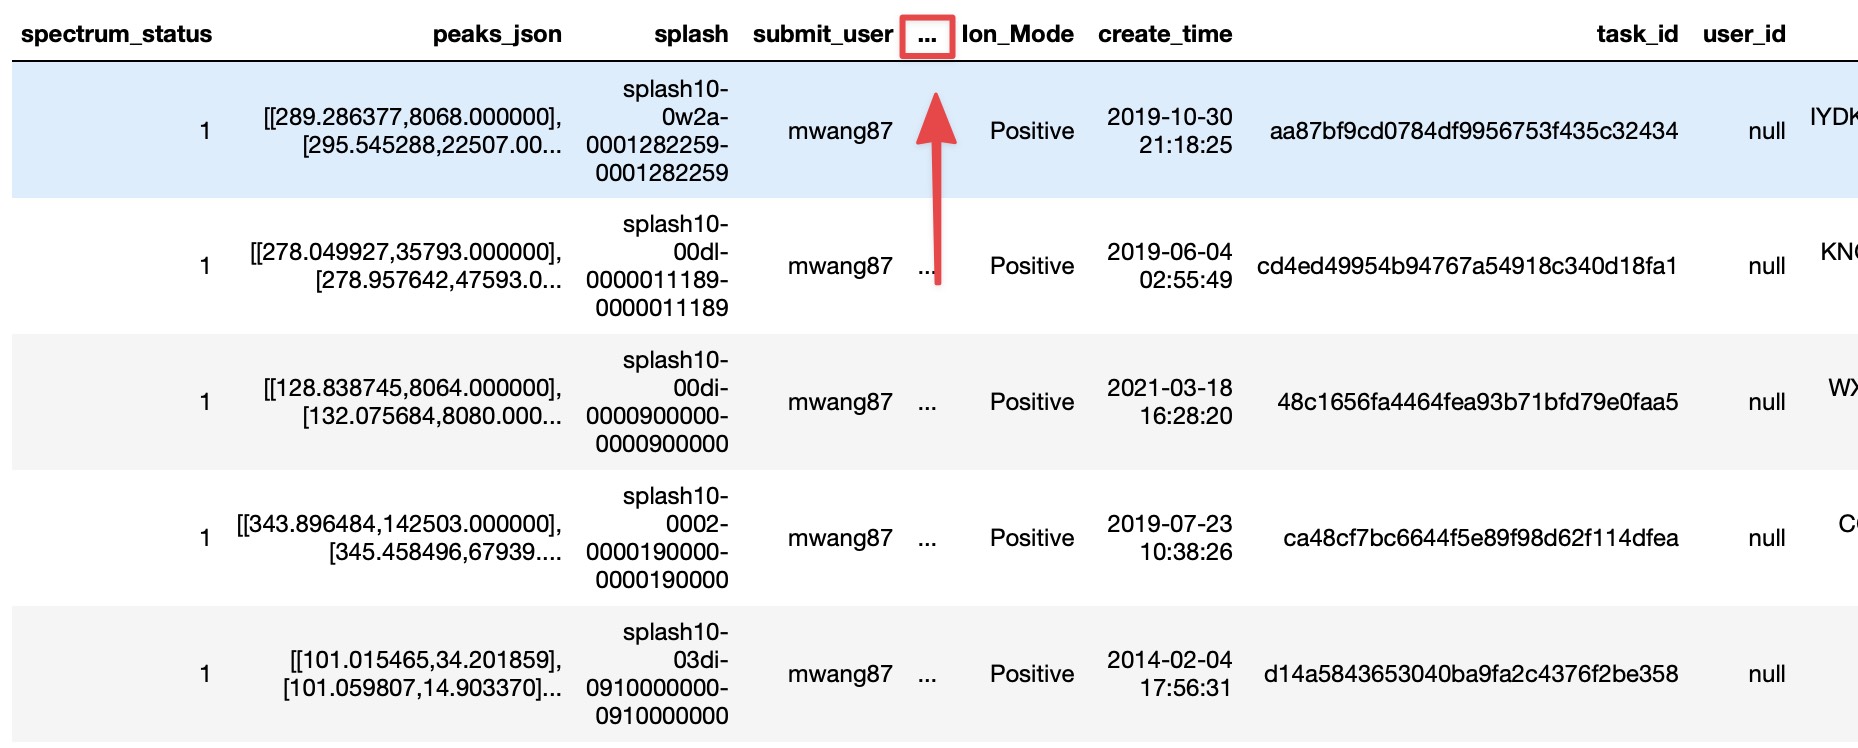 spectrum_status peaks_json splash submit_user ... Ion_Mode create_time task_id user_id
1 [[289.286377,8068.000000], [295.545288,22507.00... splash10-0w2a-0001282259-0001282259 mwang87 Positive 2019-10-30 21:18:25 aa87bf9cd0784df9956753f435c32434 null IYDK
1 [[278.049927,35793.000000], [278.957642,47593.0... splash10-00dl-0000011189-0000011189 mwang87 ... Positive 2019-06-04 02:55:49 cd4ed49954b94767a54918c340d18fa1 null
1 [[128.838745,8064.000000], [132.075684,8080.000... splash10-00di-0000900000-0000900000 mwang87 ... Positive 2021-03-18 16:28:20 48c1656fa4464fea93b71bfd79e0faa5 null WX
1 [[343.896484,142503.000000], [345.458496,67939.... splash10-0002-0000190000-0000190000 mwang87 ... Positive 2019-07-23 10:38:26 ca48cf7bc6644f5e89f98d62f114dfea null
1 [[101.015465,34.201859], [101.059807,14.903370]... splash10-03di-0910000000-0910000000 mwang87 ... Positive 2014-02-04 17:56:31 d14a5843653040ba9fa2c4376f2be358 null